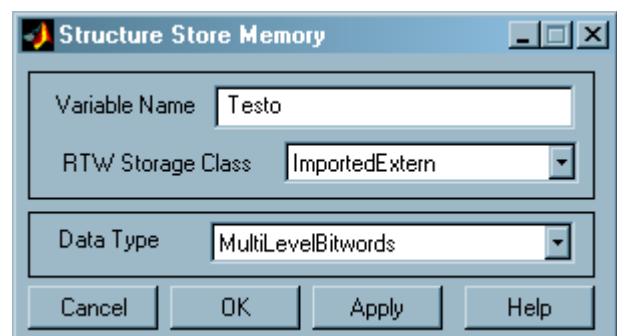 Structure Store Memory
Variable Name Testo
RTW Storage Class ImportedExtern
Data Type MultiLevelBitwords
Cancel OK Apply Help